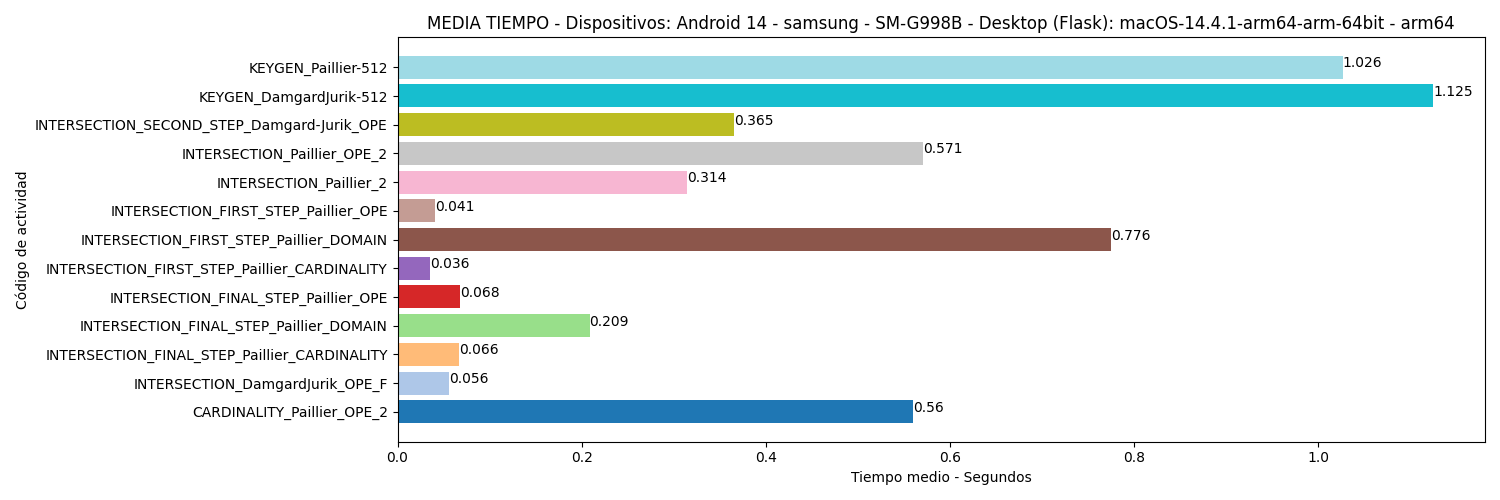 MEDIA TIEMPO - Dispositivos: Android 14 - samsung - SM-G998B - Desktop (Flask): macOS-14.4.1-arm64-arm-64bit - arm64
Código de actividad
KEYGEN_Paillier-512 1.026
KEYGEN_DamgardJurik-512 1.125
INTERSECTION_SECOND_STEP_Damgard-Jurik_OPE 0.365
INTERSECTION_Paillier_OPE_2 0.571
INTERSECTION_Paillier_2 0.314
INTERSECTION_FIRST_STEP_Paillier_OPE 0.041
INTERSECTION_FIRST_STEP_Paillier_DOMAIN 0.776
INTERSECTION_FIRST_STEP_Paillier_CARDINALITY 0.036
INTERSECTION_FINAL_STEP_Paillier_OPE 0.068
INTERSECTION_FINAL_STEP_Paillier_DOMAIN 0.209
INTERSECTION_FINAL_STEP_Paillier_CARDINALITY 0.066
INTERSECTION_DamgardJurik_OPE_F 0.056
CARDINALITY_Paillier_OPE_2 0.56
0.0 0.2 0.4 0.6 0.8 1.0
Tiempo medio - Segundos